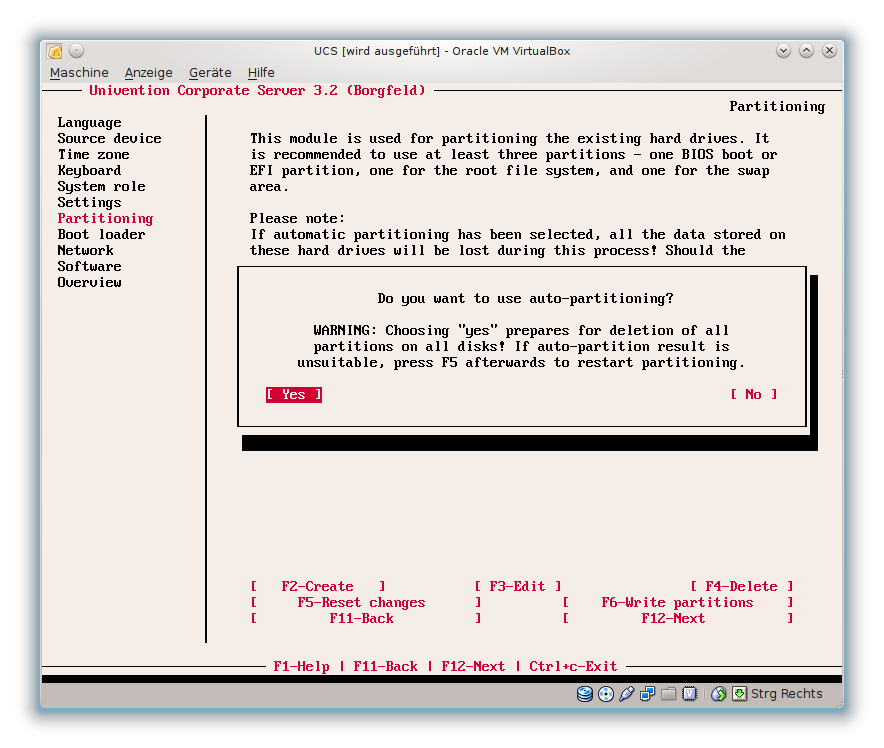 UCS [wird ausgeführt] - Oracle VM VirtualBox
Maschine Anzeige Geräte Hilfe
Univention Corporate Server 3.2 (Borgfeld)
Partitioning
Language
Source device
Time zone
Keyboard
System role
Settings
Partitioning
Boot loader
Network
Software
Overview
This module is used for partitioning the existing hard drives. It
is recommended to use at least three partitions - one BIOS boot or
EFI partition, one for the root file system, and one for the swap
area.
Please note:
If automatic partitioning has been selected, all the data stored on
these hard drives will be lost during this process! Should the
Do you want to use auto-partitioning?
WARNING: Choosing "yes" prepares for deletion of all
partitions on all disks! If auto-partition result is
unsuitable, press F5 afterwards to restart partitioning.
[ Yes ] [ No ]
[ F2-Create ] [ F3-Edit ] [ F4-Delete ]
[ F5-Reset changes ] [ F6-Write partitions ]
[ F11-Back ] [ F12-Next ]
F1-Help | F11-Back | F12-Next | Ctrl+c-Exit
Strg Rechts